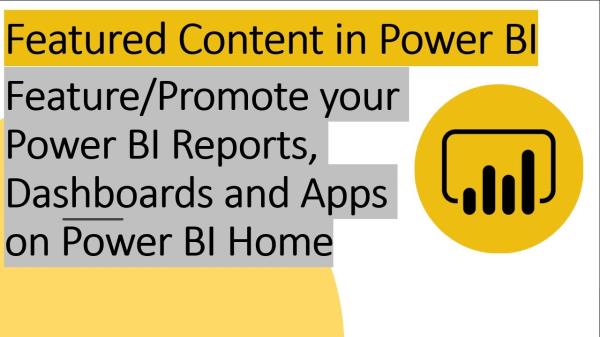 Featured Content in Power BI
Feature/Promote your
Power BI Reports,
Dashboards and Apps
on Power BI Home